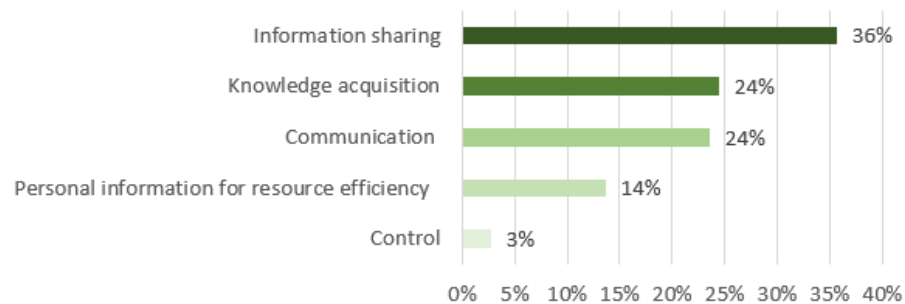 Information sharing 36%
Knowledge acquisition 24%
Communication 24%
Personal information for resource efficiency 14%
Control 3%
0% 5% 10% 15% 20% 25% 30% 35% 40%